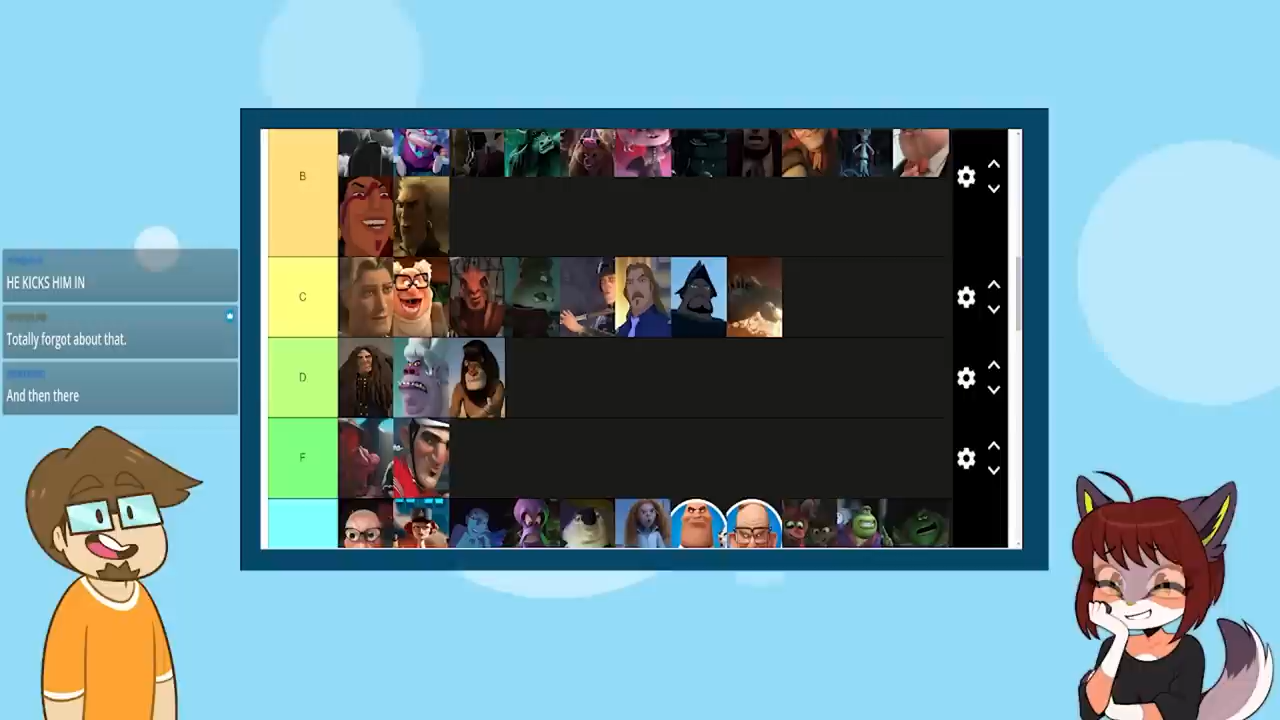 HE KICKS HIM IN
Totally forgot about that.
And then there
B
C
D
F